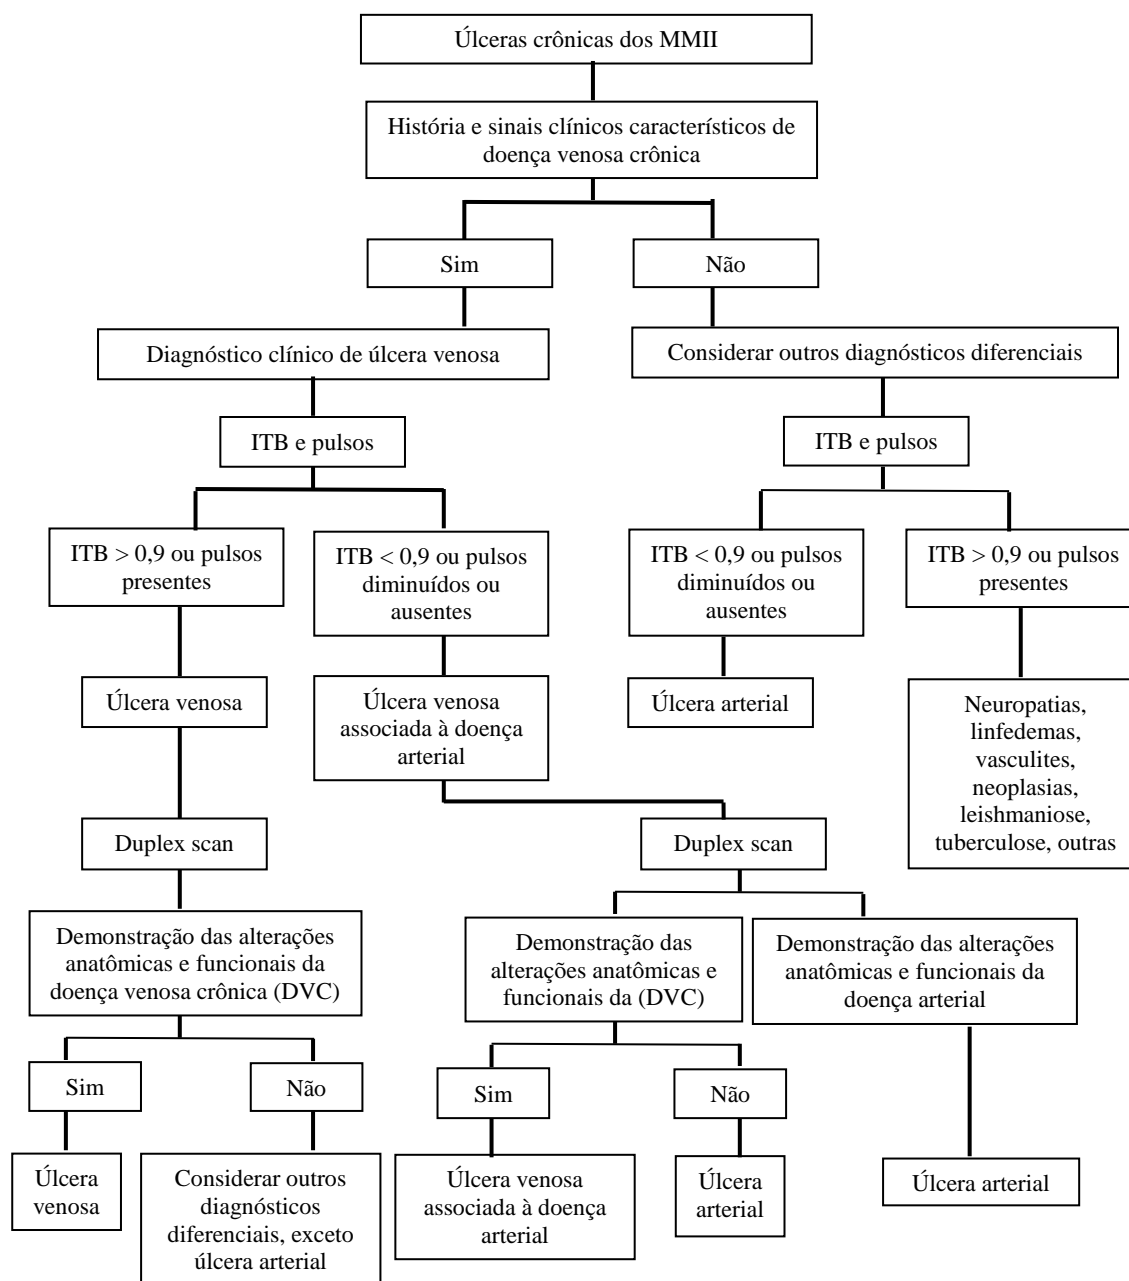 Úlceras crônicas dos MMII
História e sinais clínicos característicos de
doença venosa crônica
Sim
Não
Diagnóstico clínico de úlcera venosa
Considerar outros diagnósticos diferenciais
ITB e pulsos
ITB e pulsos
ITB > 0,9 ou pulsos
presentes
ITB < 0,9 ou pulsos
diminuídos ou
ausentes
ITB < 0,9 ou pulsos
diminuídos ou
ausentes
ITB > 0,9 ou pulsos
presentes
Úlcera venosa
Úlcera venosa
associada à doença
arterial
Úlcera arterial
Neuropatias,
linfedemas,
vasculites,
neoplasias,
leishmaniose,
tuberculose, outras
Duplex scan
Duplex scan
Demonstração das alterações
anatômicas e funcionais da
doença venosa crônica (DVC)
Demonstração das
alterações anatômicas e
funcionais da (DVC)
Demonstração das alterações
anatômicas e funcionais da
doença arterial
Sim
Não
Sim
Não
Úlcera
venosa
Considerar outros
diagnósticos
diferenciais, exceto
úlcera arterial
Úlcera venosa
associada à doença
arterial
Úlcera
arterial
Úlcera arterial